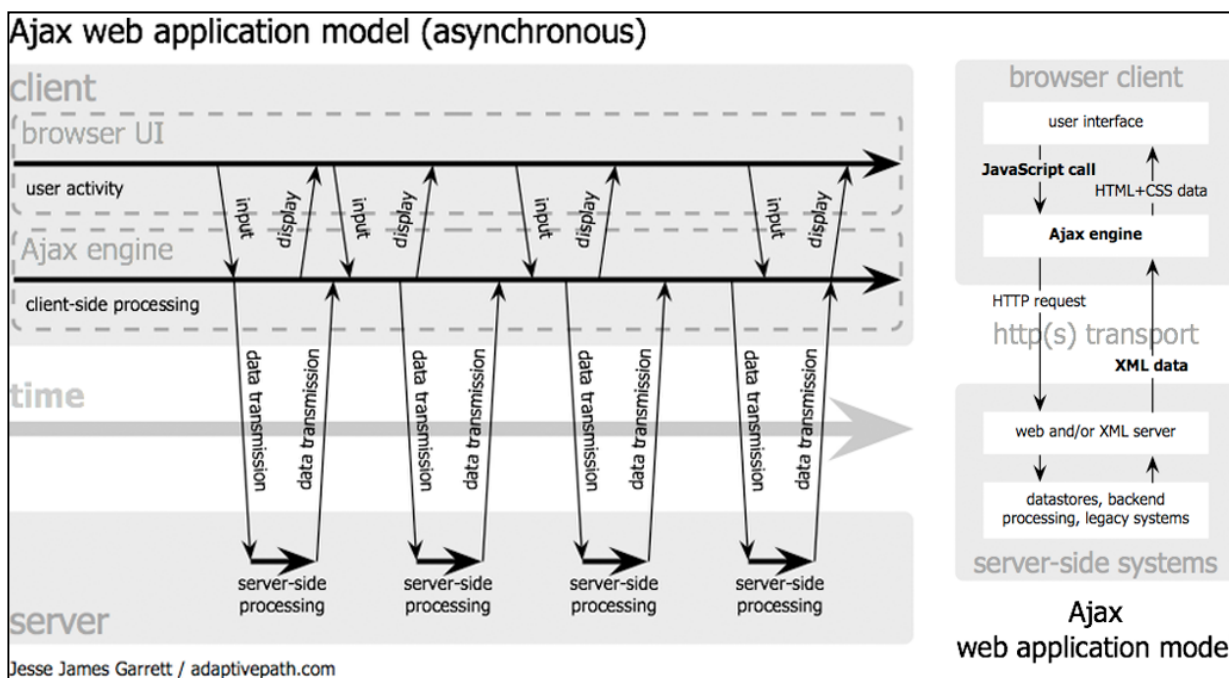 Ajax web application model (asynchronous)
client
browser UI
user activity
input
display
input
display
input
display
input
display
Ajax engine
client-side processing
data transmission
data transmission
data transmission
data transmission
data transmission
data transmission
data transmission
data transmission
time
server-side
processing
server-side
processing
server-side
processing
server-side
processing
server
Jesse James Garrett / adaptivepath.com
browser client
user interface
JavaScript call
HTML+CSS data
Ajax engine
HTTP request
http(s) transport
XML data
web and/or XML server
datastores, backend
processing, legacy systems
server-side systems
Ajax
web application mode